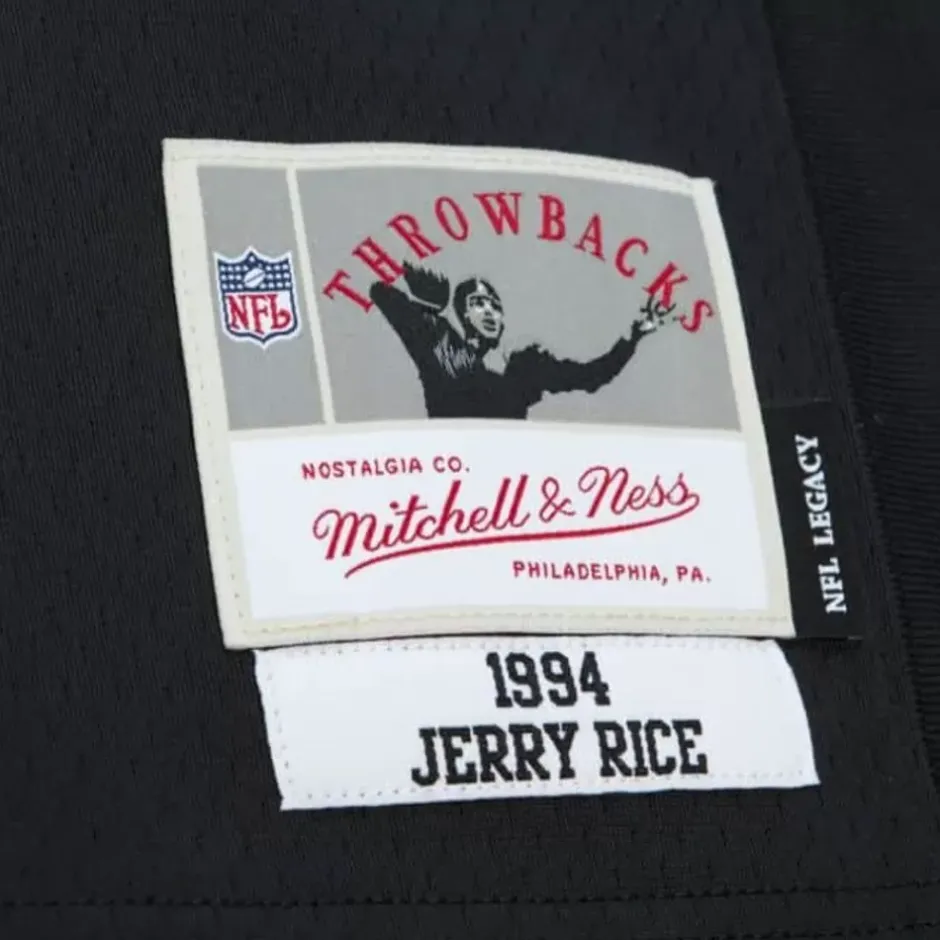 THROWBACKS
NFL
NOSTALGIA CO.
Mitchell & Ness
PHILADELPHIA, PA.
NFL LEGACY
1994
JERRY RICE